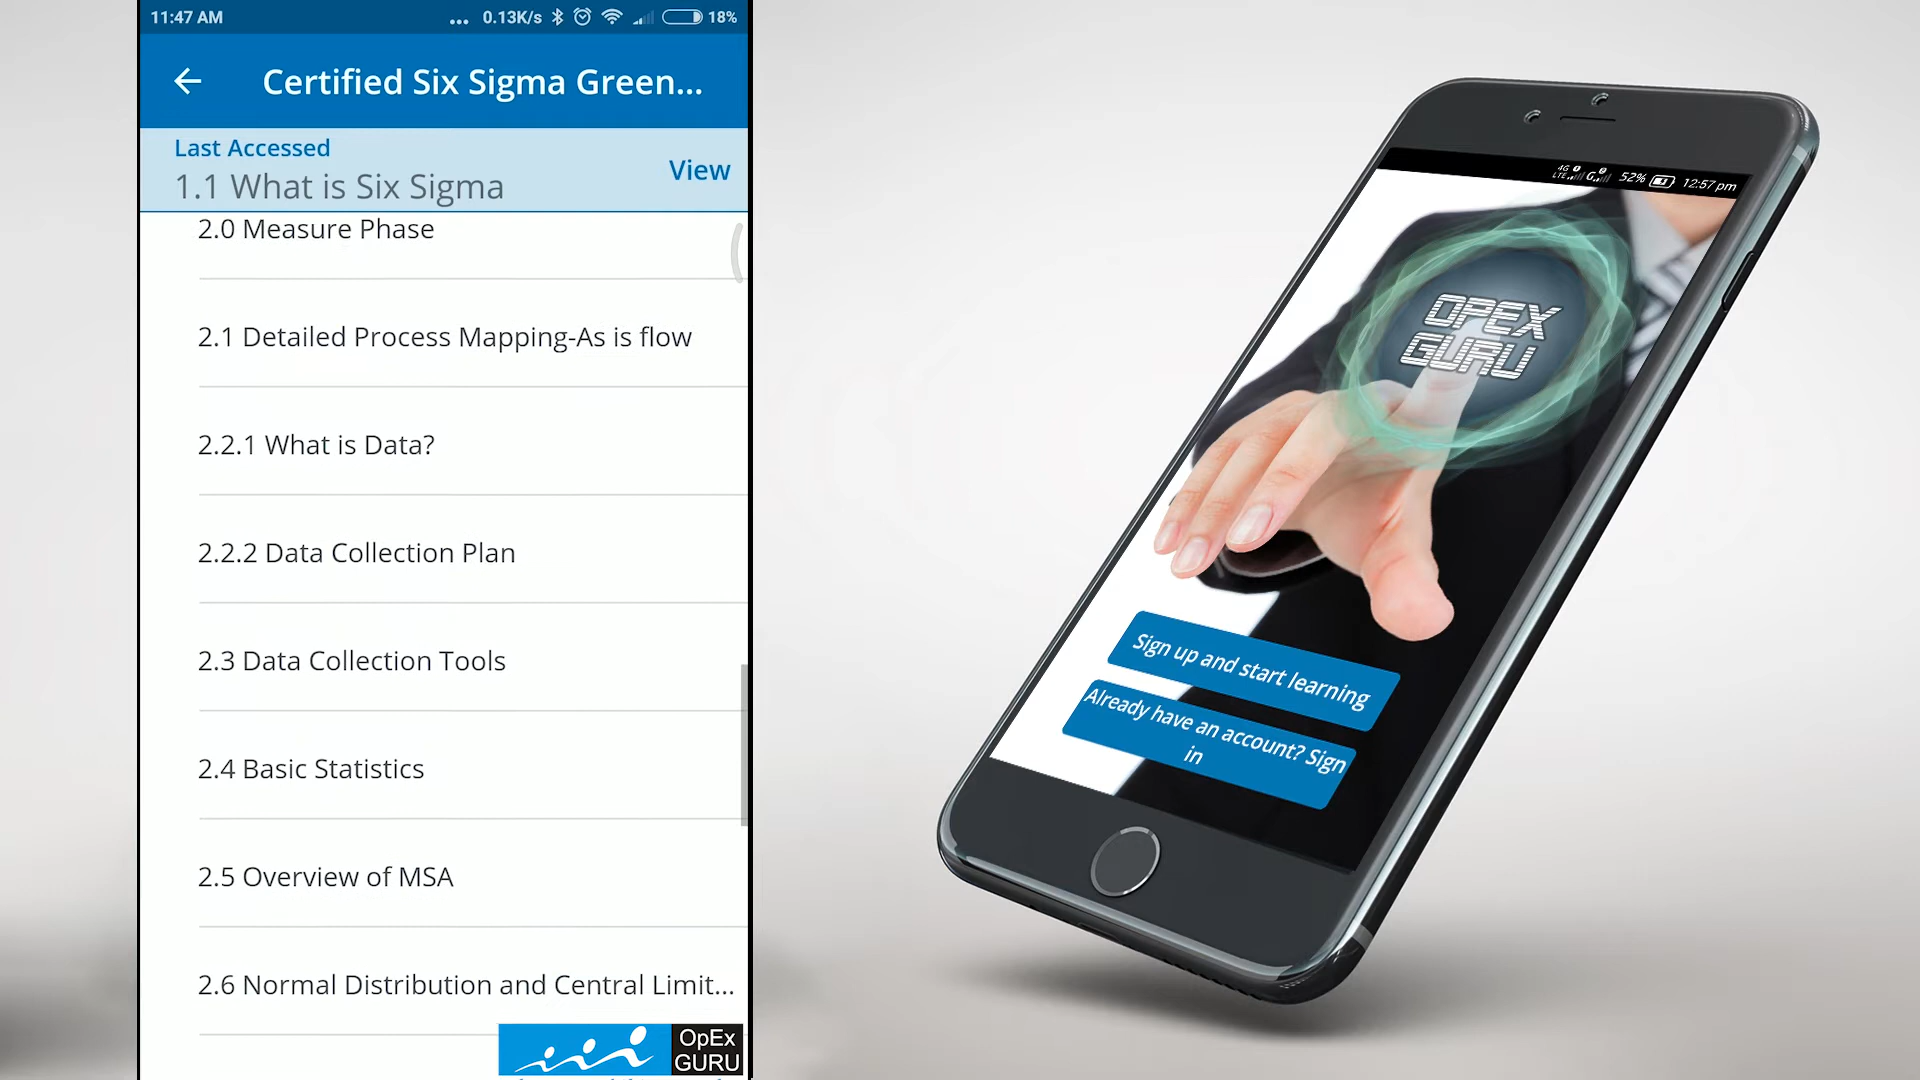 11:47 AM
... 0.13K/s 18%
Certified Six Sigma Green...
Last Accessed
1.1 What is Six Sigma
View
2.0 Measure Phase
2.1 Detailed Process Mapping-As is flow
2.2.1 What is Data?
2.2.2 Data Collection Plan
2.3 Data Collection Tools
2.4 Basic Statistics
2.5 Overview of MSA
2.6 Normal Distribution and Central Limit...
OpEx
GURU
4G
LTE
G
52%
12:57 pm
OPEX
GURU
Sign up and start learning
Already have an account? Sign
in